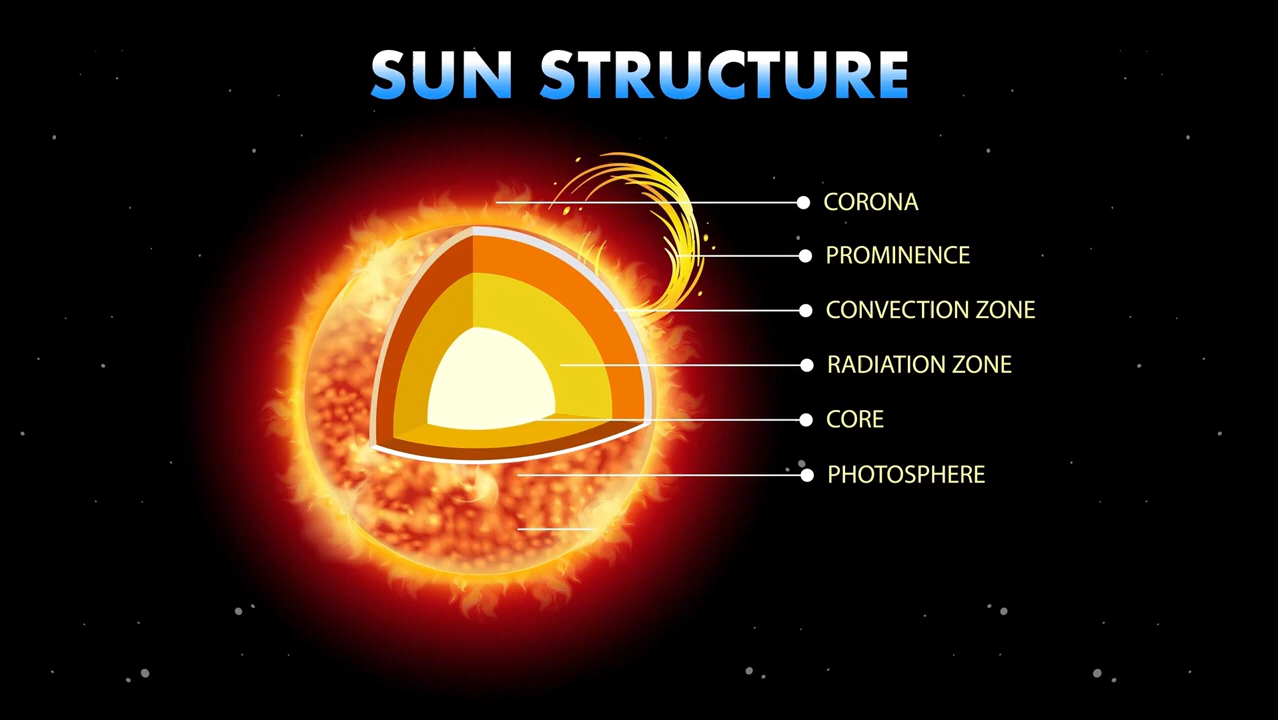 SUN STRUCTURE
CORONA
PROMINENCE
CONVECTION ZONE
RADIATION ZONE
CORE
PHOTOSPHERE